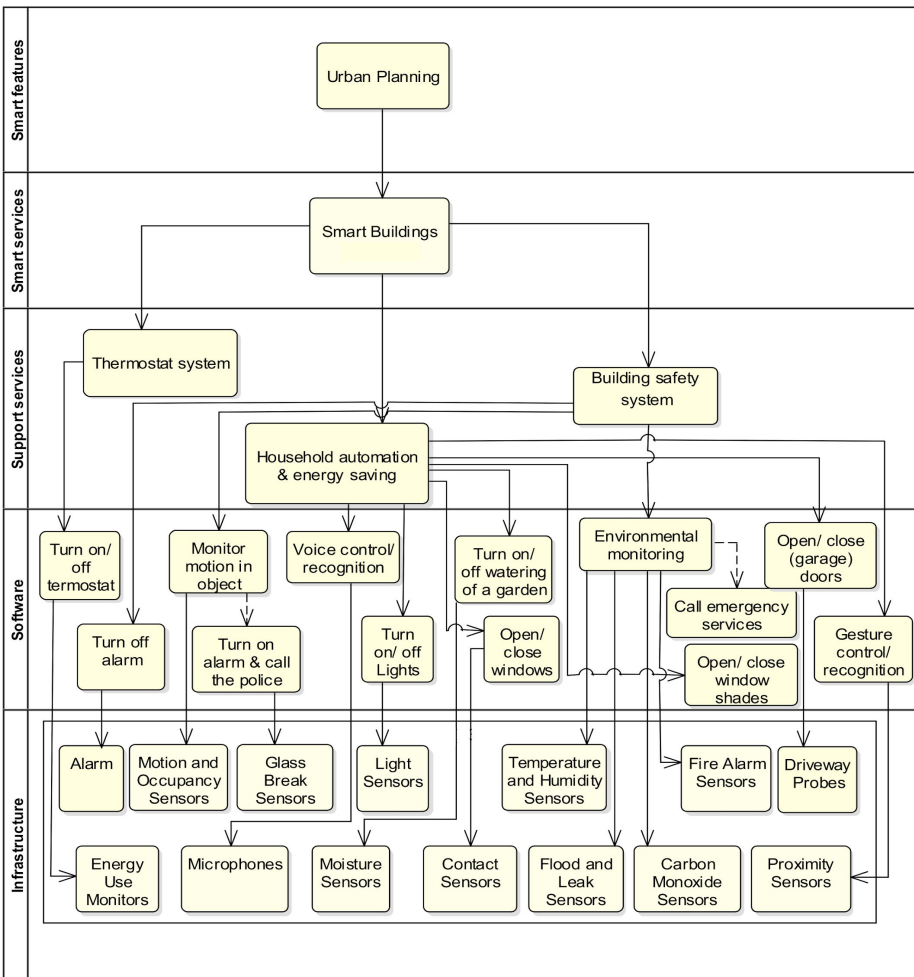 Smart features
Urban Planning
Smart services
Smart Buildings
Support services
Thermostat system
Building safety
system
Household automation
& energy saving
Software
Turn on/
off
termostat
Monitor
motion in
object
Voice control/
recognition
Turn on/
off watering
of a garden
Environmental
monitoring
Open/ close
(garage)
doors
Call emergency
services
Turn off
alarm
Turn on
alarm & call
the police
Turn
on/ off
Lights
Open/
close
windows
Open/ close
window
shades
Gesture
control/
recognition
Infrastructure
Alarm
Motion and
Occupancy
Sensors
Glass
Break
Sensors
Light
Sensors
Temperature
and Humidity
Sensors
Fire Alarm
Sensors
Driveway
Probes
Energy
Use
Monitors
Microphones
Moisture
Sensors
Contact
Sensors
Flood and
Leak
Sensors
Carbon
Monoxide
Sensors
Proximity
Sensors